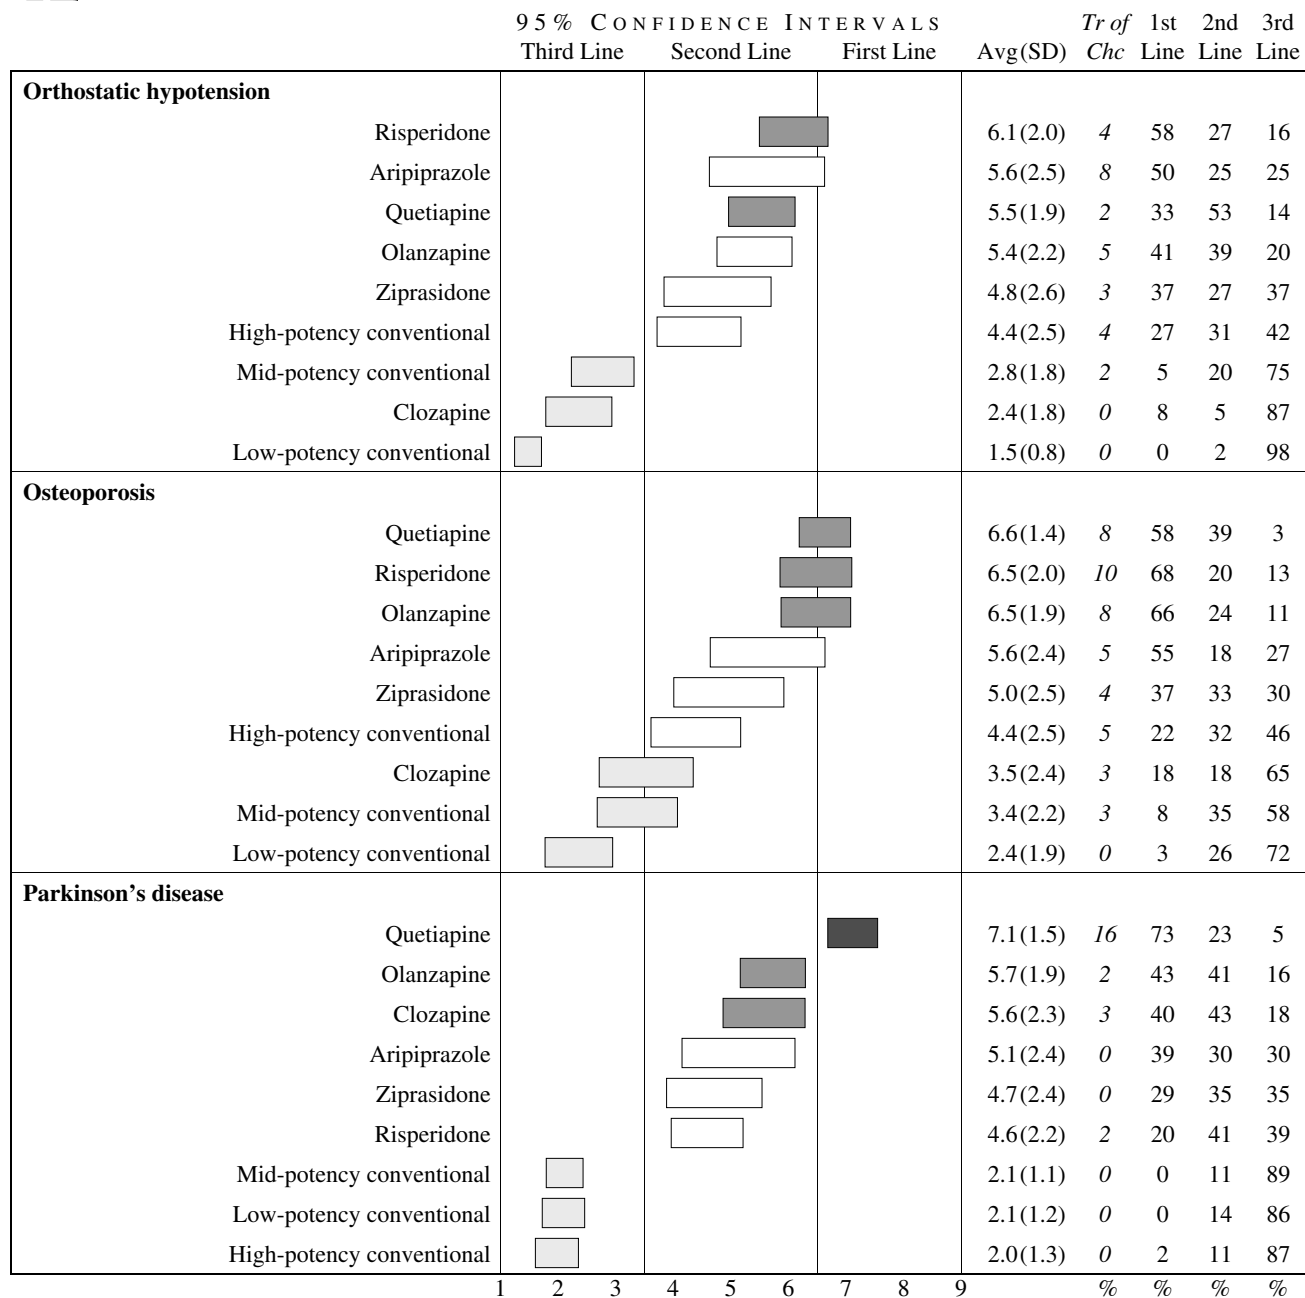 95% CONFIDENCE INTERVALS Tr of 1st 2nd 3rd
Third Line Second Line First Line Avg(SD) Chc Line Line Line
Orthostatic hypotension
Risperidone 6.1(2.0) 4 58 27 16
Aripiprazole 5.6(2.5) 8 50 25 25
Quetiapine 5.5(1.9) 2 33 53 14
Olanzapine 5.4(2.2) 5 41 39 20
Ziprasidone 4.8(2.6) 3 37 27 37
High-potency conventional 4.4(2.5) 4 27 31 42
Mid-potency conventional 2.8(1.8) 2 5 20 75
Clozapine 2.4(1.8) 0 8 5 87
Low-potency conventional 1.5(0.8) 0 0 2 98
Osteoporosis
Quetiapine 6.6(1.4) 8 58 39 3
Risperidone 6.5(2.0) 10 68 20 13
Olanzapine 6.5(1.9) 8 66 24 11
Aripiprazole 5.6(2.4) 5 55 18 27
Ziprasidone 5.0(2.5) 4 37 33 30
High-potency conventional 4.4(2.5) 5 22 32 46
Clozapine 3.5(2.4) 3 18 18 65
Mid-potency conventional 3.4(2.2) 3 8 35 58
Low-potency conventional 2.4(1.9) 0 3 26 72
Parkinson's disease
Quetiapine 7.1(1.5) 16 73 23 5
Olanzapine 5.7(1.9) 2 43 41 16
Clozapine 5.6(2.3) 3 40 43 18
Aripiprazole 5.1(2.4) 0 39 30 30
Ziprasidone 4.7(2.4) 0 29 35 35
Risperidone 4.6(2.2) 2 20 41 39
Mid-potency conventional 2.1(1.1) 0 0 11 89
Low-potency conventional 2.1(1.2) 0 0 14 86
High-potency conventional 2.0(1.3) 0 2 11 87
1 2 3 4 5 6 7 8 9 % % % %